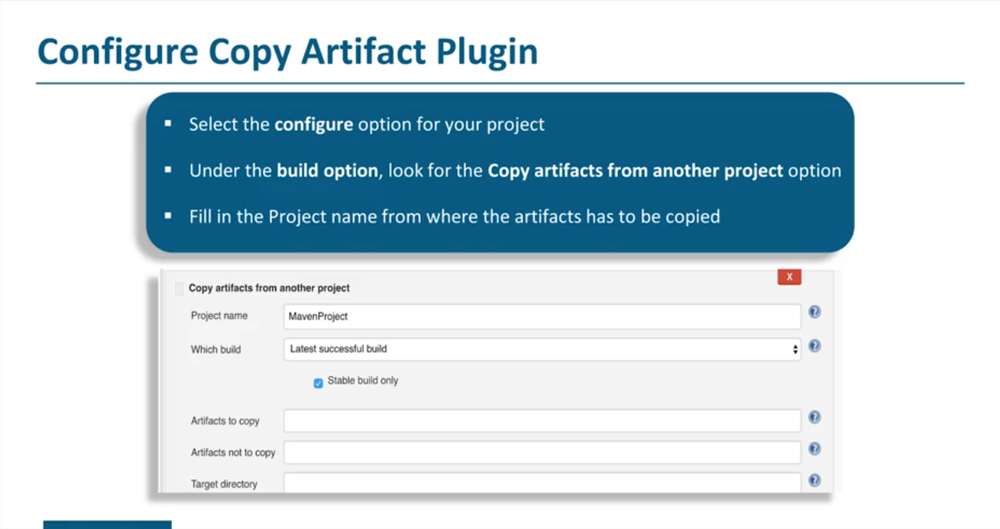 Configure Copy Artifact Plugin
▪ Select the configure option for your project
▪ Under the build option, look for the Copy artifacts from another project option
▪ Fill in the Project name from where the artifacts has to be copied
X
Copy artifacts from another project
Project name MavenProject
Which build Latest successful build
Stable build only
Artifacts to copy
Artifacts not to copy
Target directory